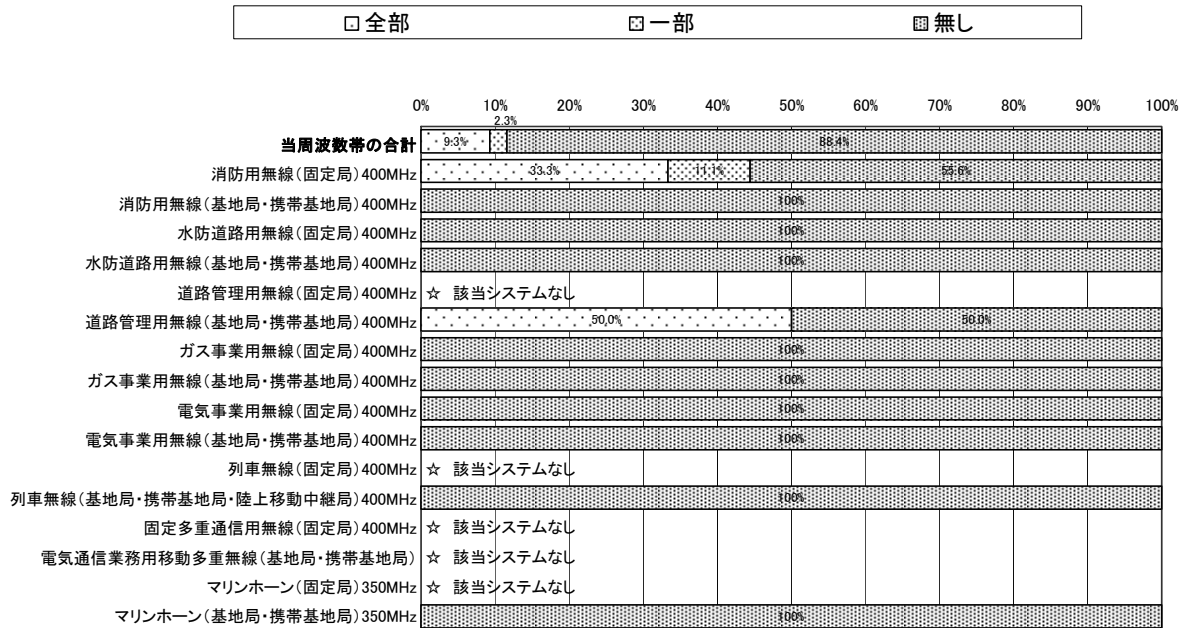 全部 一部 無し
0% 10% 20% 30% 40% 50% 60% 70% 80% 90% 100%
2.3%
当周波数帯の合計 9.3% 88.4%
消防用無線(固定局)400MHz 33.3% 11.1% 55.6%
消防用無線(基地局・携帯基地局)400MHz 100%
水防道路用無線(固定局)400MHz 100%
水防道路用無線(基地局・携帯基地局)400MHz 100%
道路管理用無線(固定局)400MHz ☆ 該当システムなし
道路管理用無線(基地局・携帯基地局)400MHz 50.0% 50.0%
ガス事業用無線(固定局)400MHz 100%
ガス事業用無線(基地局・携帯基地局)400MHz 100%
電気事業用無線(固定局)400MHz 100%
電気事業用無線(基地局・携帯基地局)400MHz 100%
列車無線(固定局)400MHz ☆ 該当システムなし
列車無線(基地局・携帯基地局・陸上移動中継局)400MHz 100%
固定多重通信用無線(固定局)400MHz ☆ 該当システムなし
電気通信業務用移動多重無線(基地局・携帯基地局) ☆ 該当システムなし
マリンホーン(固定局)350MHz ☆ 該当システムなし
マリンホーン(基地局・携帯基地局)350MHz 100%